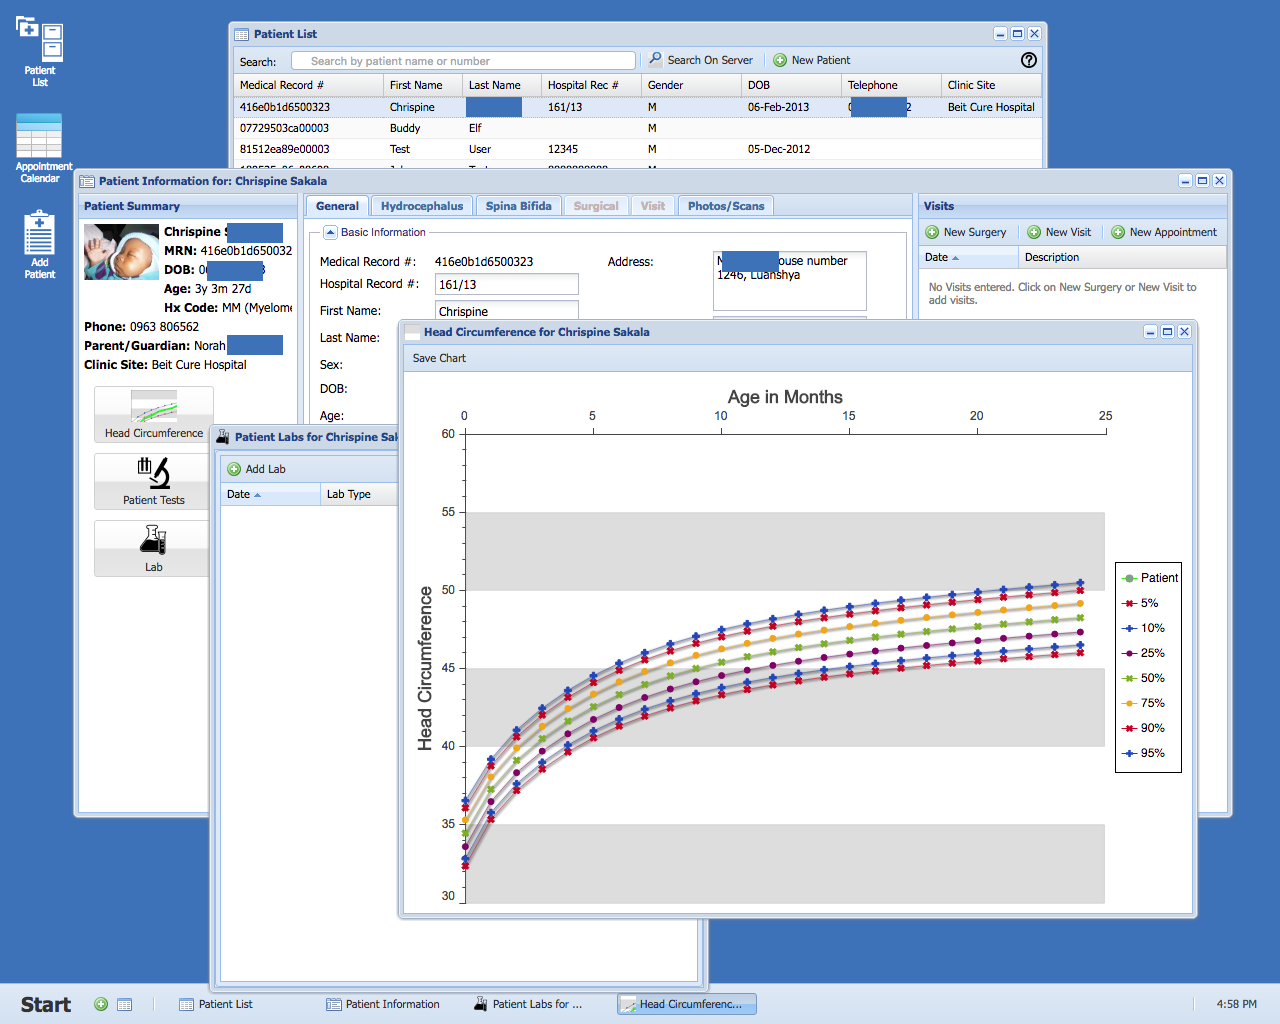 Patient
List
Appointment
Calendar
Add
Patient
Patient List
Search: Search by patient name or number Search On Server New Patient
Medical Record # First Name Last Name Hospital Rec # Gender DOB Telephone Clinic Site
416e0b1d6500323 Chrispine 161/13 M 06-Feb-2013 2 Beit Cure Hospital
07729503ca00003 Buddy Elf M
81512ea89e00003 Test User 12345 M 05-Dec-2012
Patient Information for: Chrispine Sakala
Patient Summary
Chrispine S
MRN: 416e0b1d650032
DOB: 0
Age: 3y 3m 27d
Hx Code: MM (Myelome
Phone: 0963 806562
Parent/Guardian: Norah
Clinic Site: Beit Cure Hospital
Head Circumference
Patient Tests
Lab
General Hydrocephalus Spina Bifida Surgical Visit Photos/Scans
Basic Information
Medical Record #: 416e0b1d6500323
Hospital Record #: 161/13
First Name: Chrispine
Last Name:
Sex:
DOB:
Age:
Address: ouse number
1246, Luanshya
Visits
New Surgery New Visit New Appointment
Date Description
No Visits entered. Click on New Surgery or New Visit to
add visits.
Patient Labs for Chrispine Sak
Add Lab
Date Lab Type
Head Circumference for Chrispine Sakala
Save Chart
Age in Months
0 5 10 15 20 25
Head Circumference
60
55
50
45
40
35
30
Patient
5%
10%
25%
50%
75%
90%
95%
Start Patient List Patient Information Patient Labs for ... Head Circumferenc... 4:58 PM